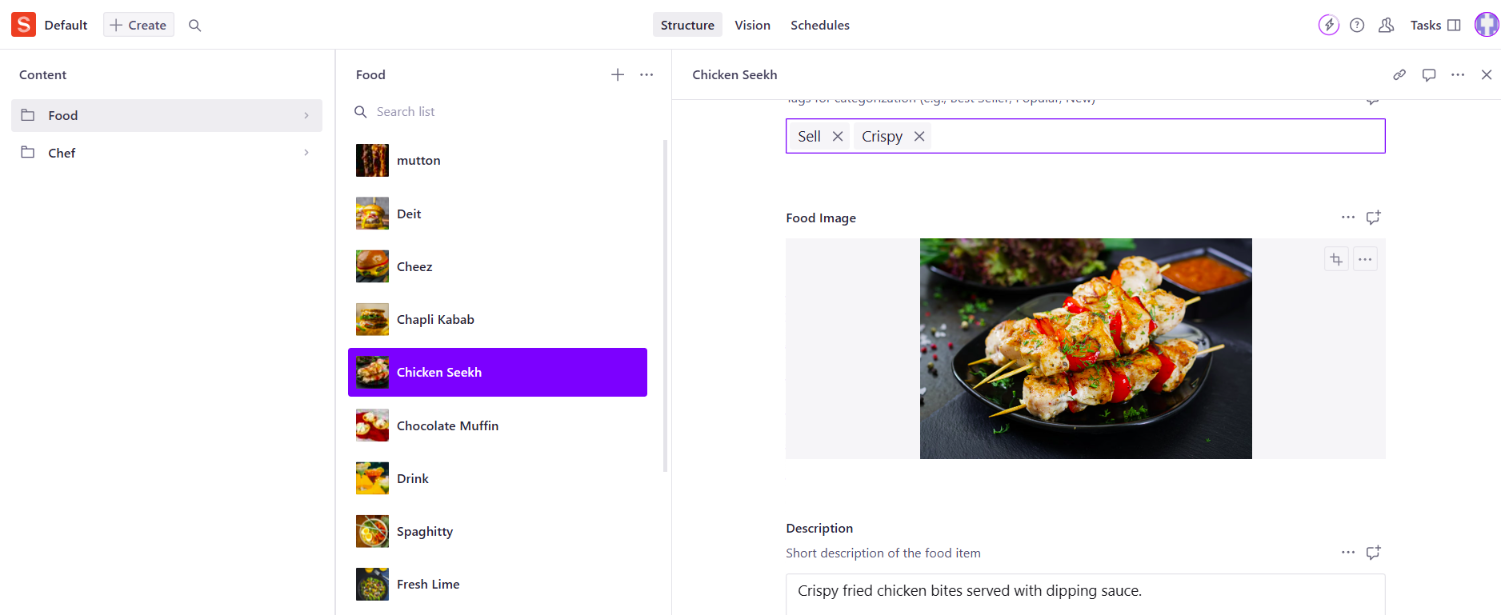 S Default + Create Structure Vision Schedules Tasks
Content
Food
Chef
Food
Search list
mutton
Deit
Cheez
Chapli Kabab
Chicken Seekh
Chocolate Muffin
Drink
Spaghitty
Fresh Lime
Chicken Seekh
Tags for categorization (e.g., Best Seller, Popular, New)
Sell Crispy
Food Image
Description
Short description of the food item
Crispy fried chicken bites served with dipping sauce.